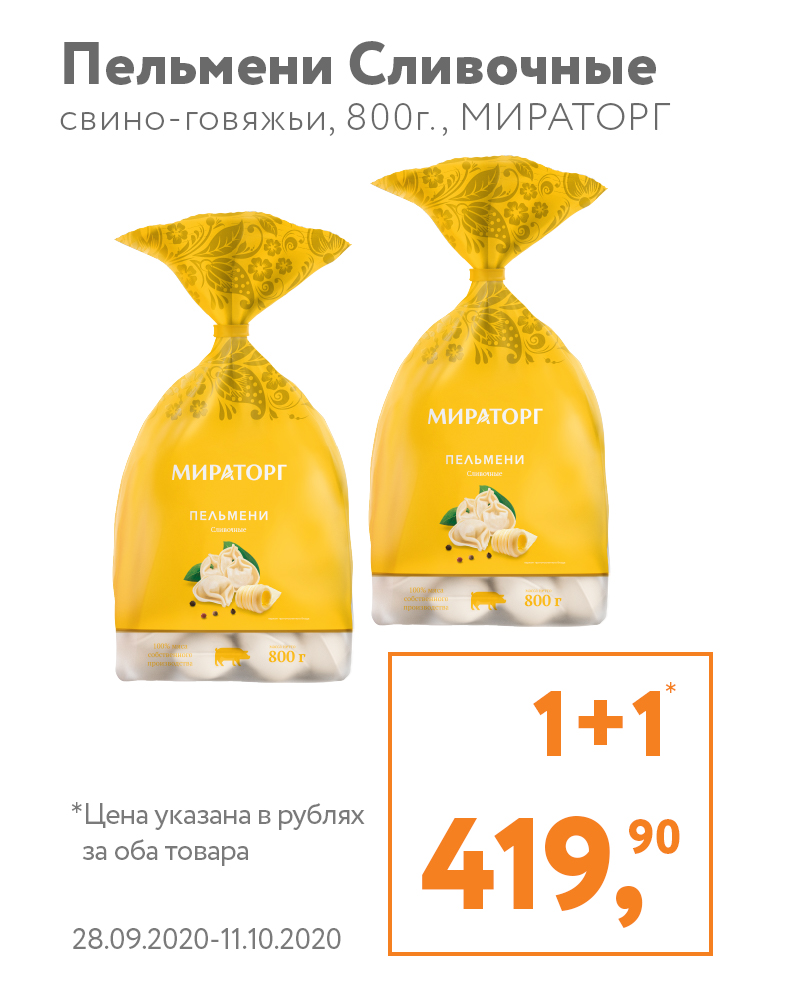 Пельмени Сливочные
свино-говяжьи, 800г., МИРАТОРГ
МИРАТОРГ
ПЕЛЬМЕНИ
Сливочные
800 г
МИРАТОРГ
ПЕЛЬМЕНИ
Сливочные
800 г
1+1*
419,90
*Цена указана в рублях
за оба товара
28.09.2020-11.10.2020